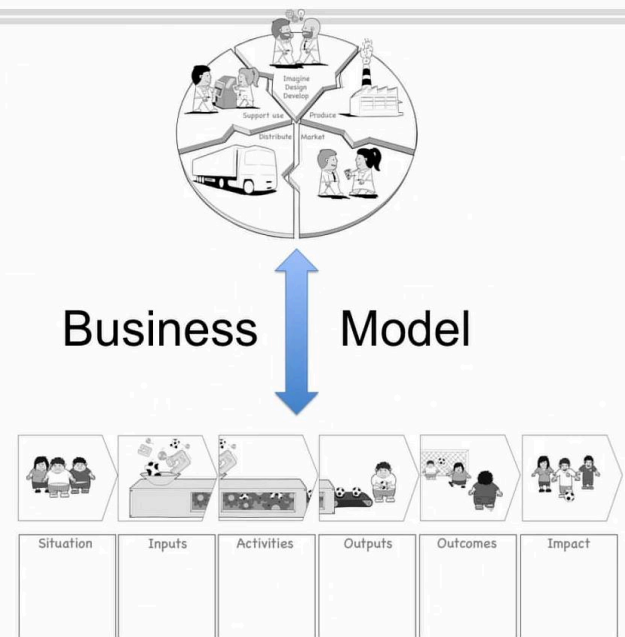 Imagine
Design
Develop
Support use
Produce
Distribute
Market
Business Model
Situation
Inputs
Activities
Outputs
Outcomes
Impact